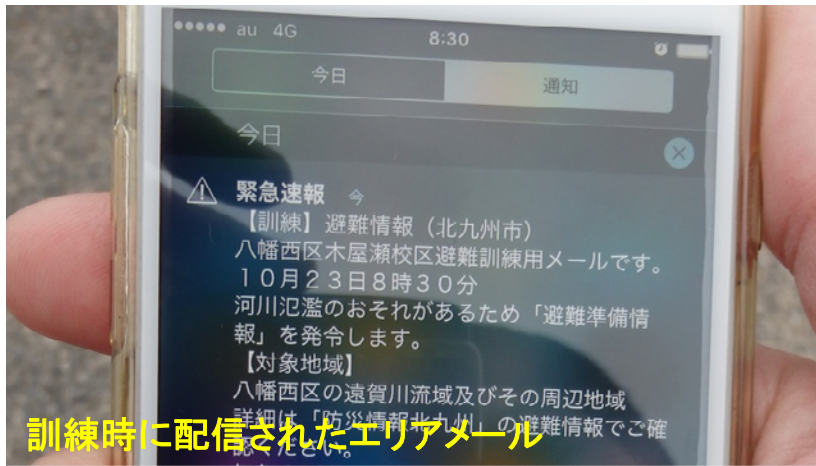 au 4G 8:30
今日 通知
今日
緊急速報 今
【訓練】避難情報（北九州市）
八幡西区木屋瀬校区避難訓練用メールです。
１０月２３日８時３０分
河川氾濫のおそれがあるため「避難準備情
報」を発令します。
【対象地域】
八幡西区の遠賀川流域及びその周辺地域
詳細は「防災情報北九州」の避難情報でご確
認ください。
訓練時に配信されたエリアメール